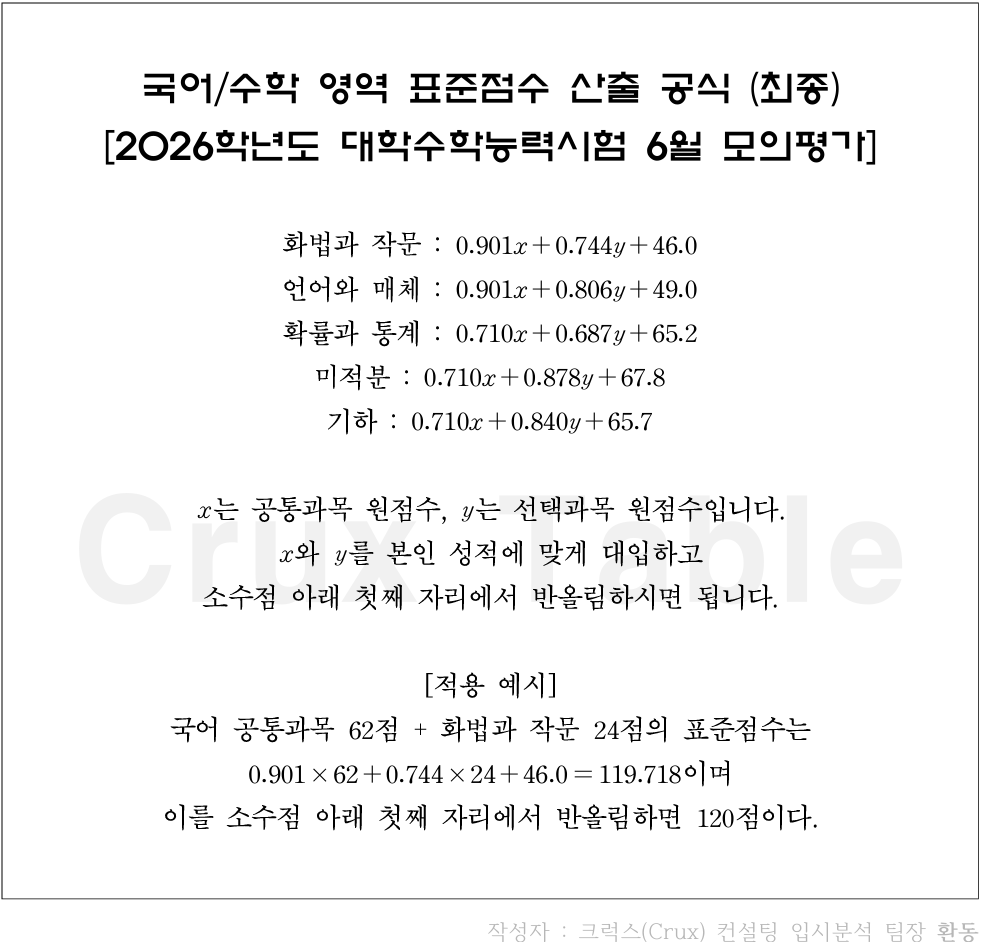 국어/수학 영역 표준점수 산출 공식 (최종)
[2026학년도 대학수학능력시험 6월 모의평가]
화법과 작문 : 0.901x+0.744y+46.0
언어와 매체 : 0.901x+0.806y+49.0
확률과 통계 : 0.710x+0.687y+65.2
미적분 : 0.710x+0.878y+67.8
기하 : 0.710x+0.840y+65.7
Crux Table
x는 공통과목 원점수, y는 선택과목 원점수입니다.
x와 y를 본인 성적에 맞게 대입하고
소수점 아래 첫째 자리에서 반올림하시면 됩니다.
[적용 예시]
국어 공통과목 62점 + 화법과 작문 24점의 표준점수는
0.901×62+0.744×24+46.0=119.718이며
이를 소수점 아래 첫째 자리에서 반올림하면 120점이다.
작성자 : 크럭스(Crux) 컨설팅 입시분석 팀장 환동